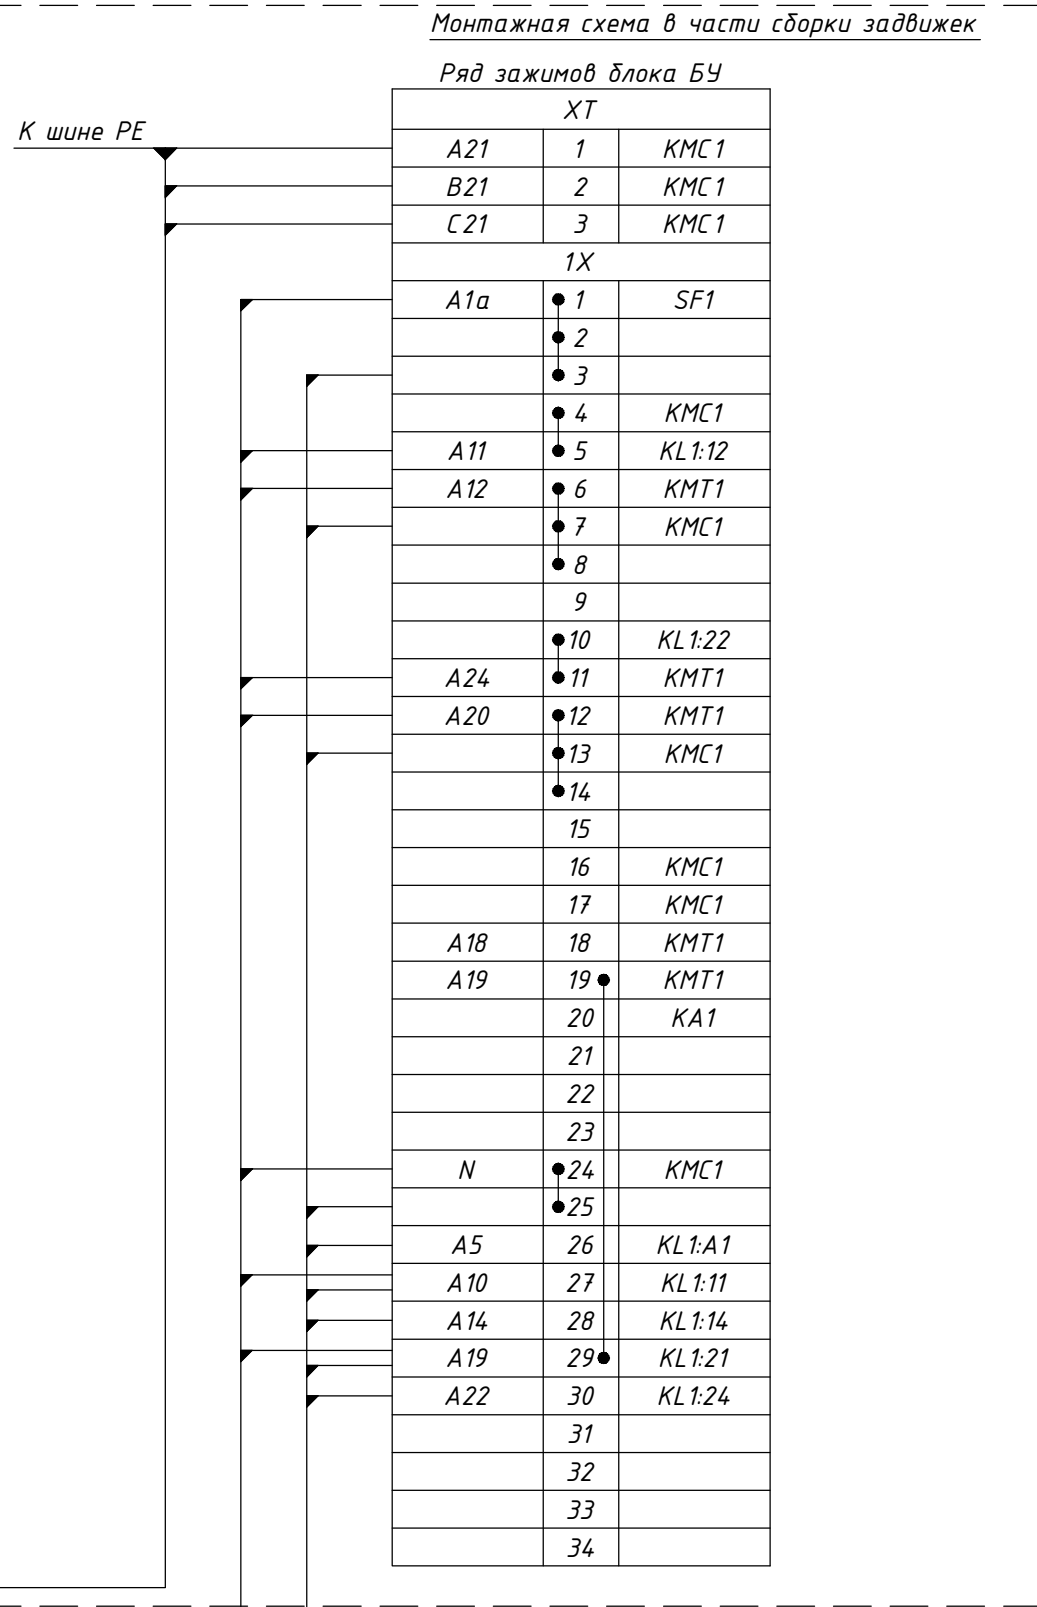 Монтажная схема в части сборки задвижек
Ряд зажимов блока БУ
К шине PE
XT
A21 1 KMC1
B21 2 KMC1
C21 3 KMC1
1X
A1a 1 SF1
2
3
4 KMC1
A11 5 KL1:12
A12 6 KMT1
7 KMC1
8
9
10 KL1:22
A24 11 KMT1
A20 12 KMT1
13 KMC1
14
15
16 KMC1
17 KMC1
A18 18 KMT1
A19 19 KMT1
20 KA1
21
22
23
N 24 KMC1
25
A5 26 KL1:A1
A10 27 KL1:11
A14 28 KL1:14
A19 29 KL1:21
A22 30 KL1:24
31
32
33
34